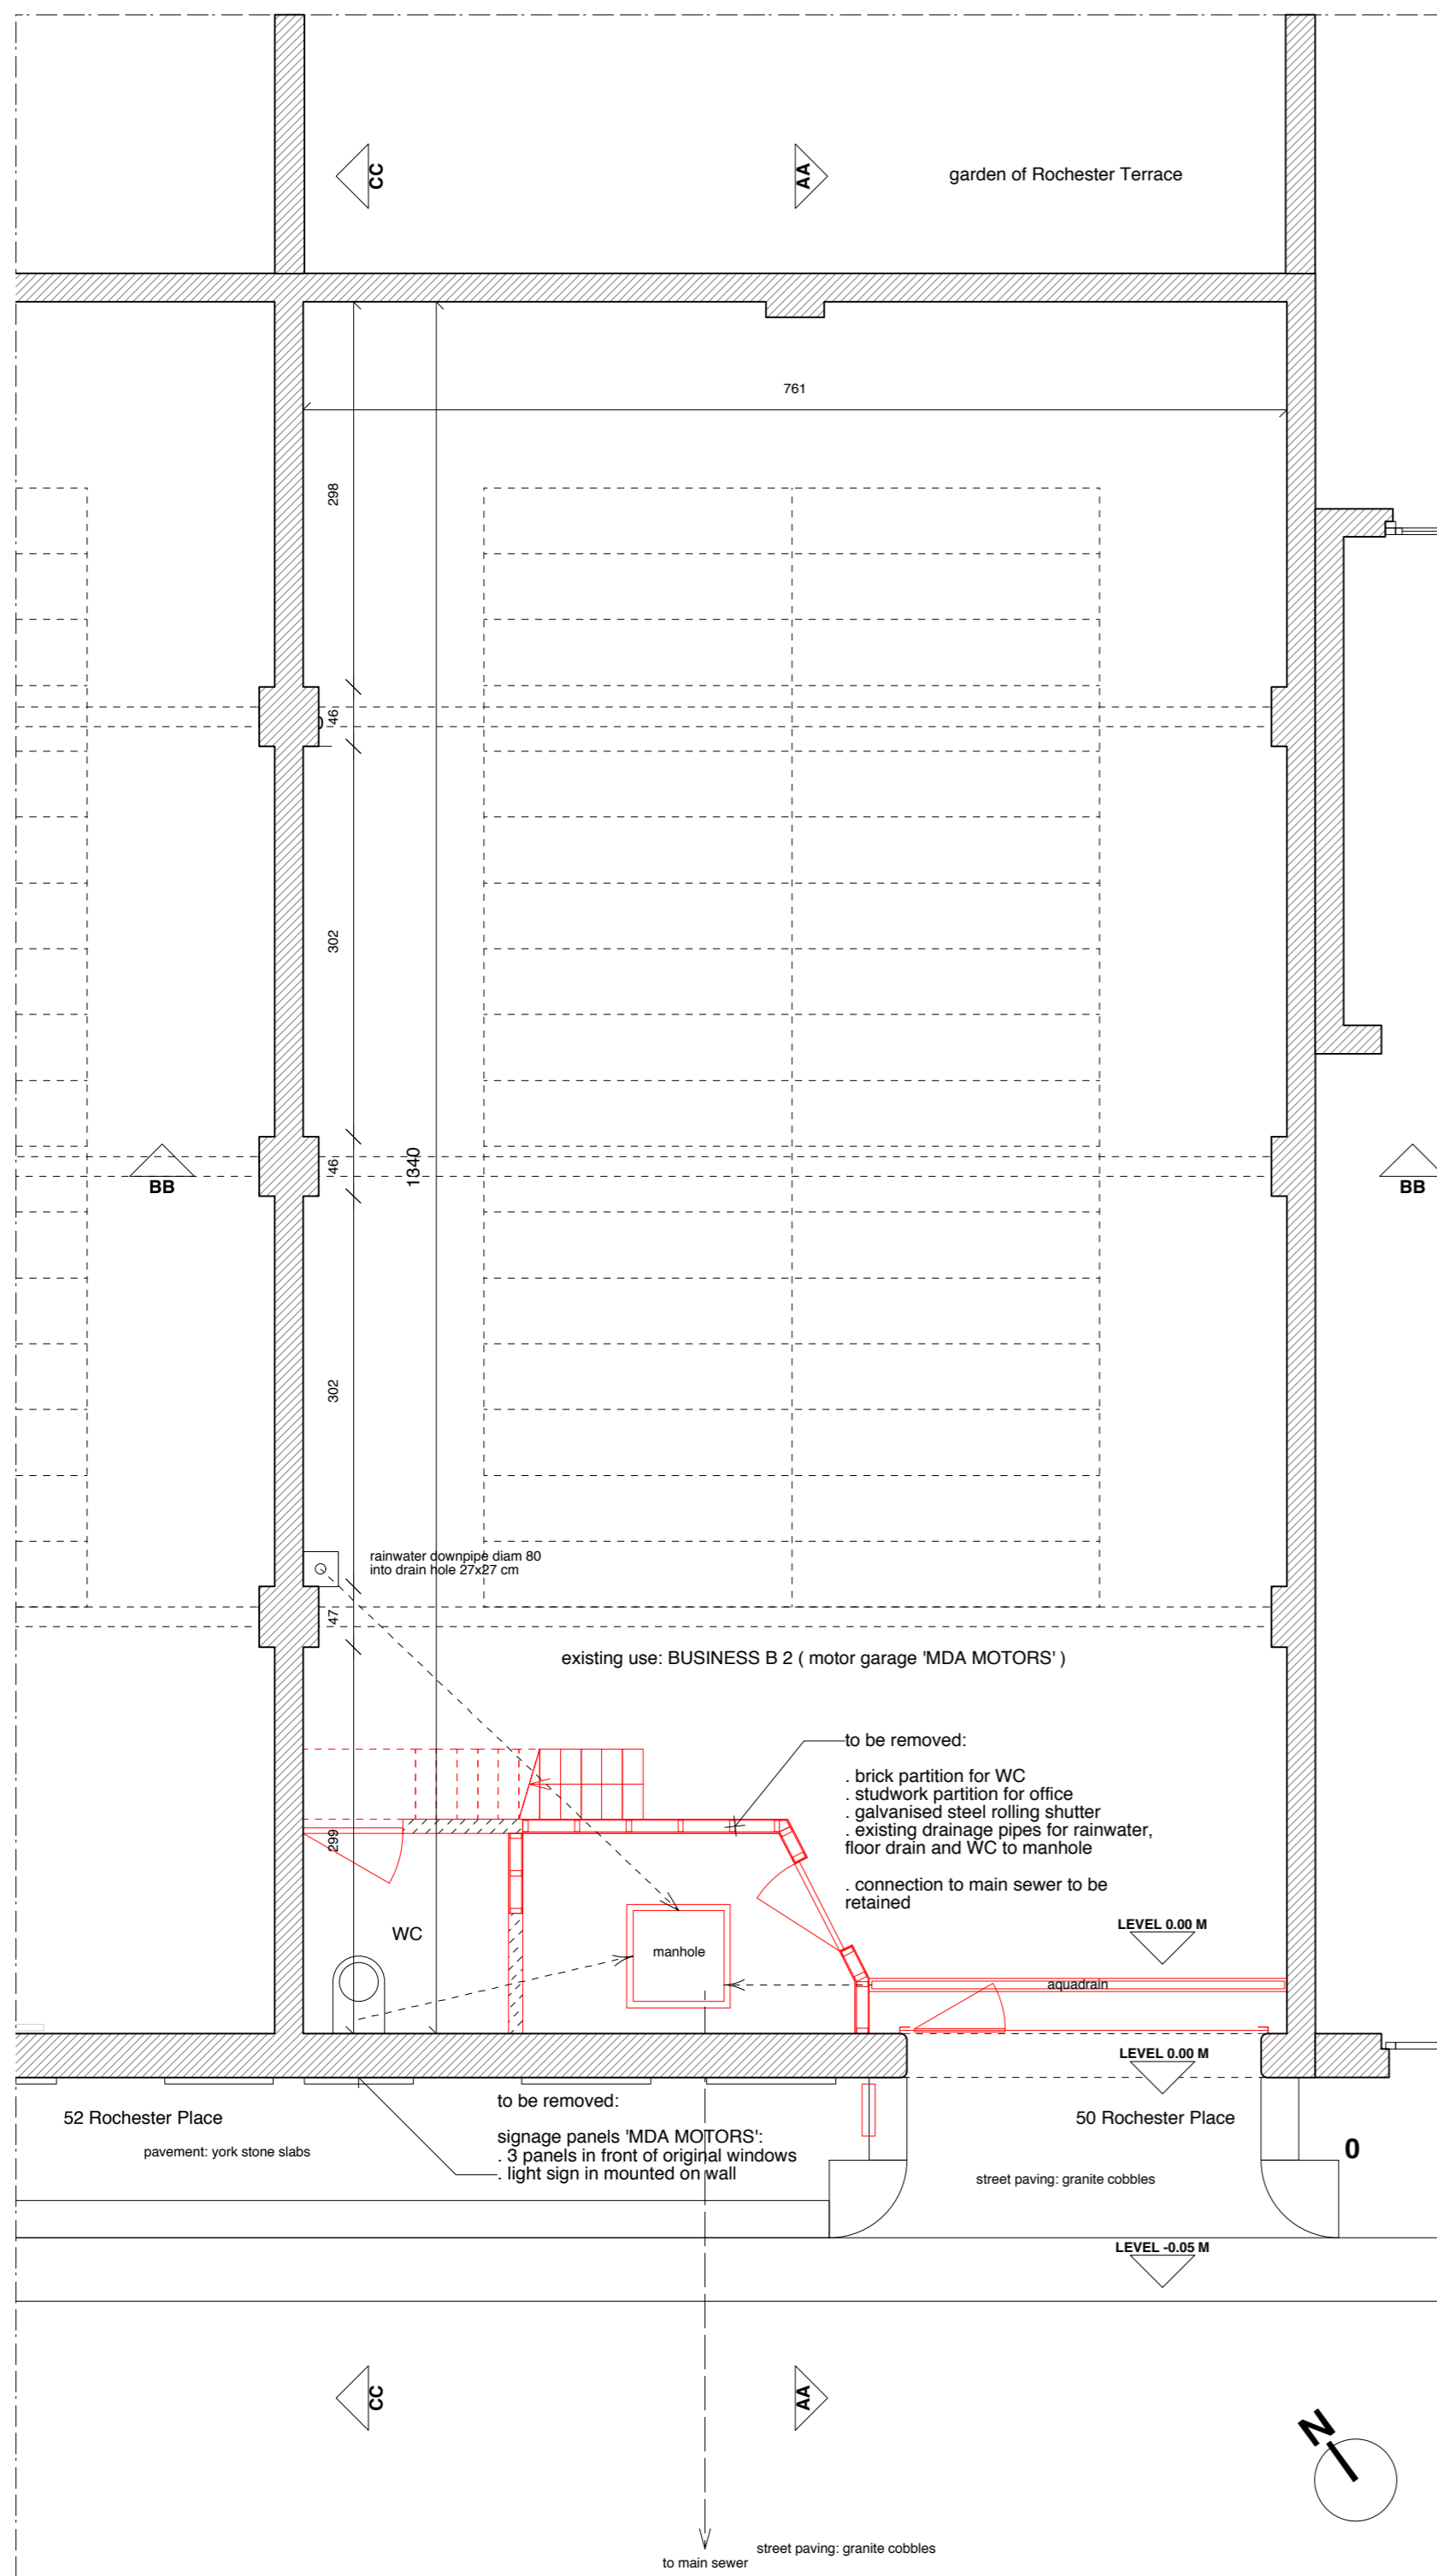 CC
AA
garden of Rochester Terrace
761
298
46
302
46
1340
BB
BB
302
rainwater downpipe diam 80
into drain hole 27x27 cm
47
existing use: BUSINESS B 2 ( motor garage 'MDA MOTORS' )
to be removed:
. brick partition for WC
. studwork partition for office
. galvanised steel rolling shutter
. existing drainage pipes for rainwater,
floor drain and WC to manhole
. connection to main sewer to be
retained
299
WC
manhole
LEVEL 0.00 M
aquadrain
LEVEL 0.00 M
52 Rochester Place
pavement: york stone slabs
to be removed:
signage panels 'MDA MOTORS':
. 3 panels in front of original windows
. light sign in mounted on wall
50 Rochester Place
0
street paving: granite cobbles
LEVEL -0.05 M
CC
AA
N
street paving: granite cobbles
to main sewer